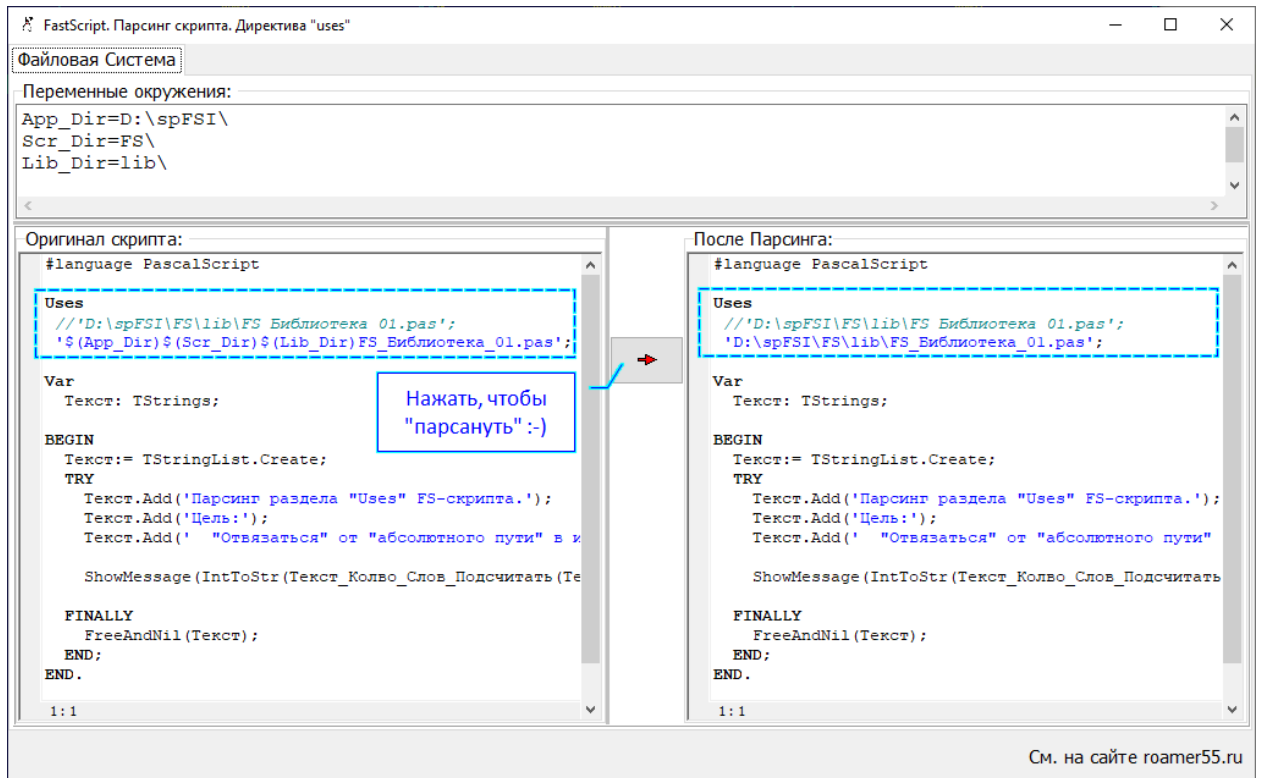 FastScript. Парсинг скрипта. Директива "uses"
Файловая Система
Переменные окружения:
App_Dir=D:\spFSI\
Scr_Dir=FS\
Lib_Dir=lib\
Оригинал скрипта:
#language PascalScript
Uses
//'D:\spFSI\FS\lib\FS Библиотека 01.pas';
'$(App_Dir)$(Scr_Dir)$(Lib_Dir)FS_Библиотека_01.pas';
Var
Текст: TStrings;
BEGIN
Текст:= TStringList.Create;
TRY
Текст.Add('Парсинг раздела "Uses" FS-скрипта.');
Текст.Add('Цель:');
Текст.Add('  "Отвязаться" от "абсолютного пути" в и
ShowMessage(IntToStr(Текст_Колво_Слов_Подсчитать(Те
FINALLY
FreeAndNil(Текст);
END;
END.
1:1
Нажать, чтобы
"парсануть" :-)
После Парсинга:
#language PascalScript
Uses
//'D:\spFSI\FS\lib\FS Библиотека 01.pas';
'D:\spFSI\FS\lib\FS_Библиотека_01.pas';
Var
Текст: TStrings;
BEGIN
Текст:= TStringList.Create;
TRY
Текст.Add('Парсинг раздела "Uses" FS-скрипта.');
Текст.Add('Цель:');
Текст.Add('  "Отвязаться" от "абсолютного пути"
ShowMessage(IntToStr(Текст_Колво_Слов_Подсчитать
FINALLY
FreeAndNil(Текст);
END;
END.
1:1
См. на сайте roamer55.ru